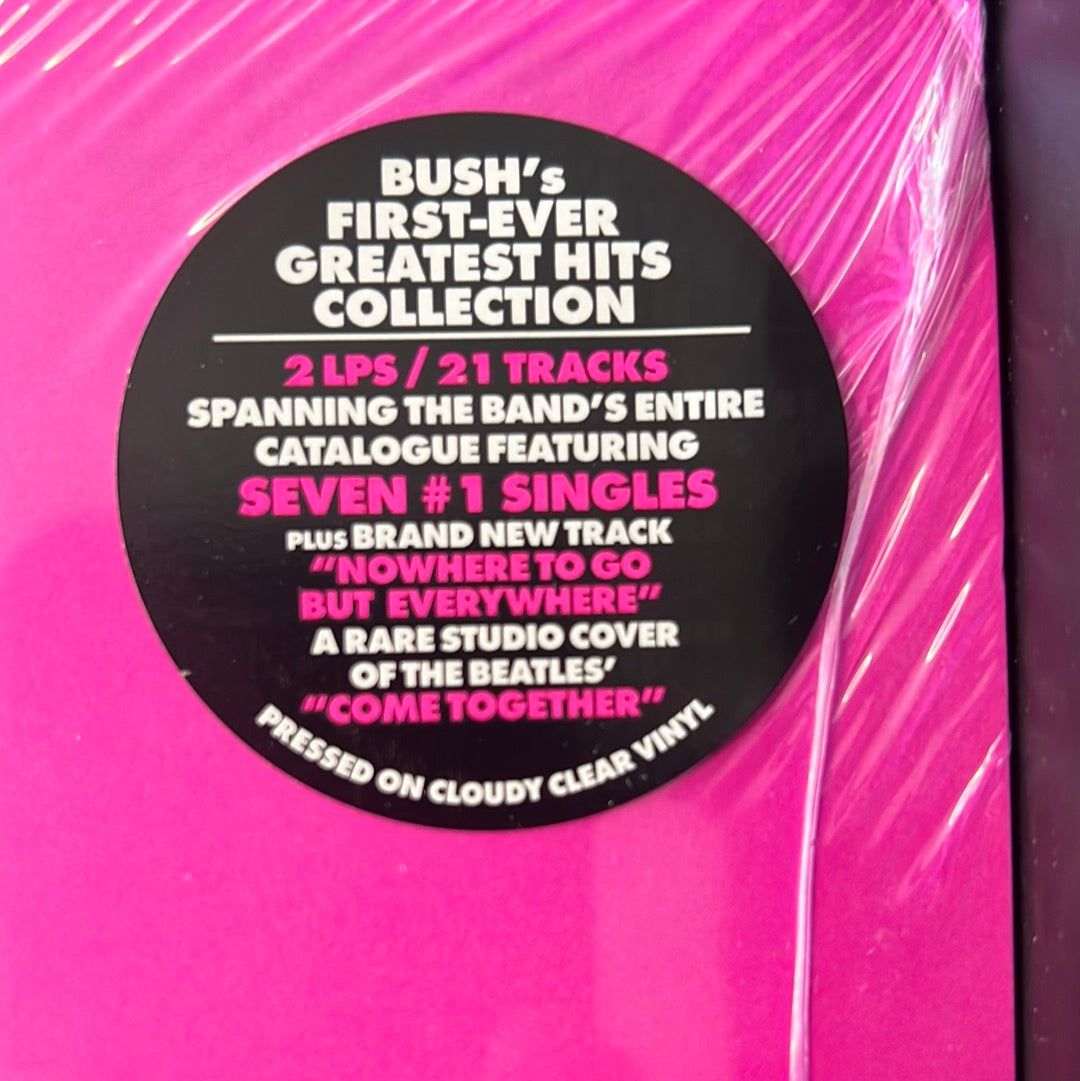 BUSH's
FIRST-EVER
GREATEST HITS
COLLECTION
2 LPS / 21 TRACKS
SPANNING THE BAND'S ENTIRE
CATALOGUE FEATURING
SEVEN #1 SINGLES
PLUS BRAND NEW TRACK
"NOWHERE TO GO
BUT EVERYWHERE"
A RARE STUDIO COVER
OF THE BEATLES'
"COME TOGETHER"
PRESSED ON CLOUDY CLEAR VINYL